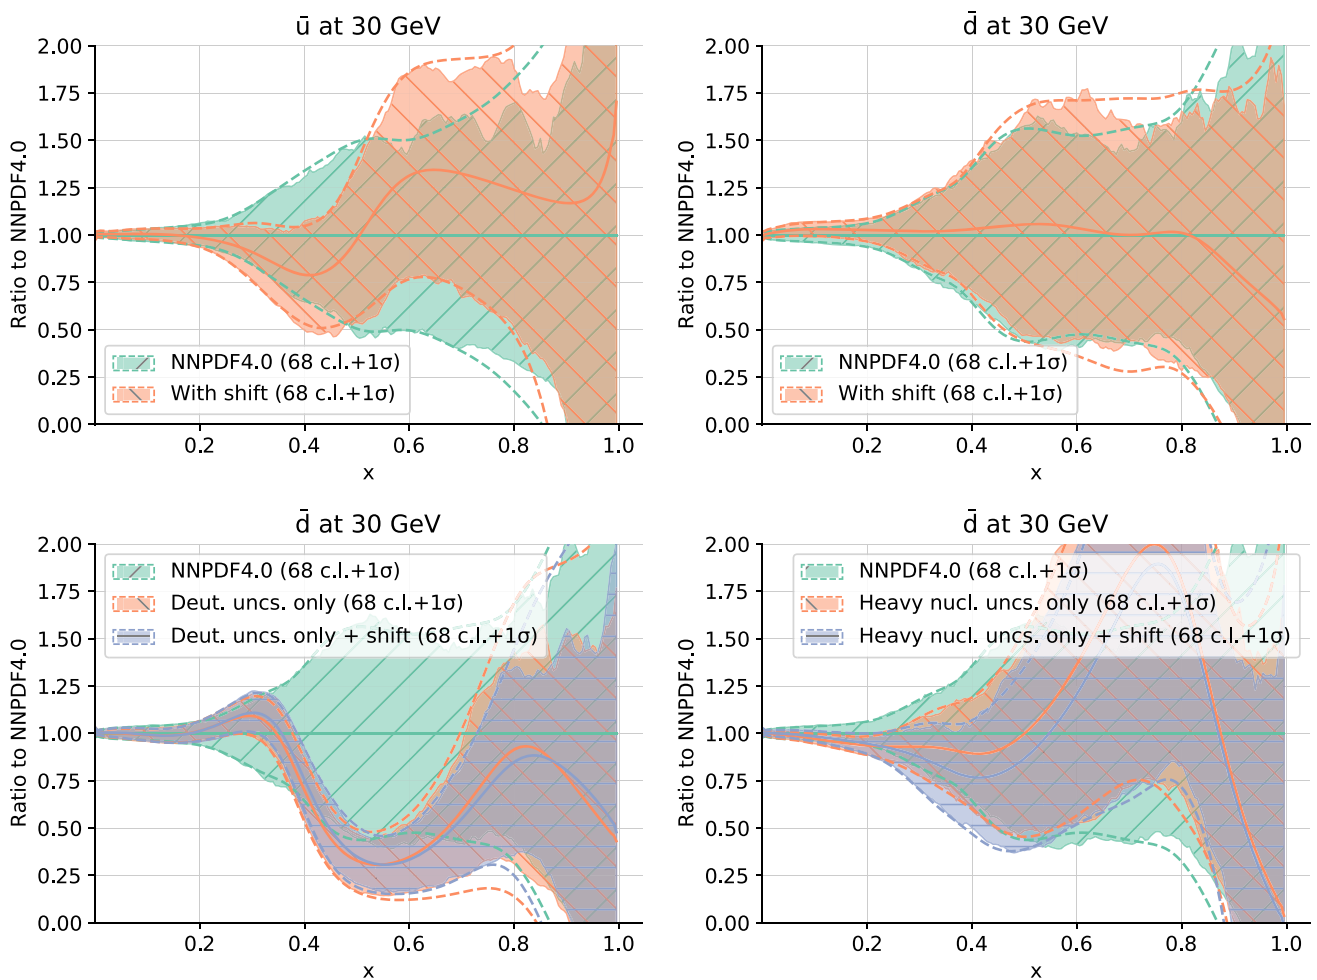 ū at 30 GeV
2.00
1.75
1.50
1.25
1.00
0.75
0.50
0.25
0.00
Ratio to NNPDF4.0
NNPDF4.0 (68 c.l.+1σ)
With shift (68 c.l.+1σ)
0.2 0.4 0.6 0.8 1.0
x
d̄ at 30 GeV
2.00
1.75
1.50
1.25
1.00
0.75
0.50
0.25
0.00
Ratio to NNPDF4.0
NNPDF4.0 (68 c.l.+1σ)
With shift (68 c.l.+1σ)
0.2 0.4 0.6 0.8 1.0
x
d̄ at 30 GeV
2.00
1.75
1.50
1.25
1.00
0.75
0.50
0.25
0.00
Ratio to NNPDF4.0
NNPDF4.0 (68 c.l.+1σ)
Deut. uncs. only (68 c.l.+1σ)
Deut. uncs. only + shift (68 c.l.+1σ)
0.2 0.4 0.6 0.8 1.0
x
d̄ at 30 GeV
2.00
1.75
1.50
1.25
1.00
0.75
0.50
0.25
0.00
Ratio to NNPDF4.0
NNPDF4.0 (68 c.l.+1σ)
Heavy nucl. uncs. only (68 c.l.+1σ)
Heavy nucl. uncs. only + shift (68 c.l.+1σ)
0.2 0.4 0.6 0.8 1.0
x